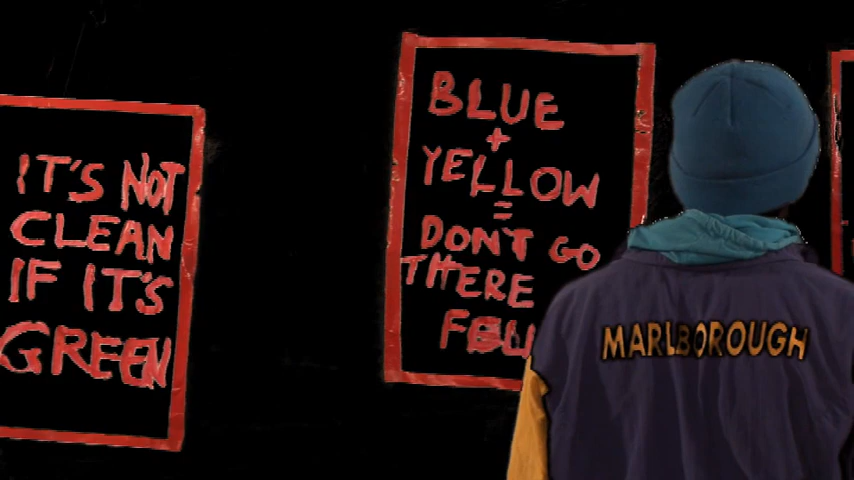 IT'S NOT
CLEAN
IF IT'S
GREEN
BLUE
+
YELLOW
=
DON'T GO
THERE
MARLBOROUGH